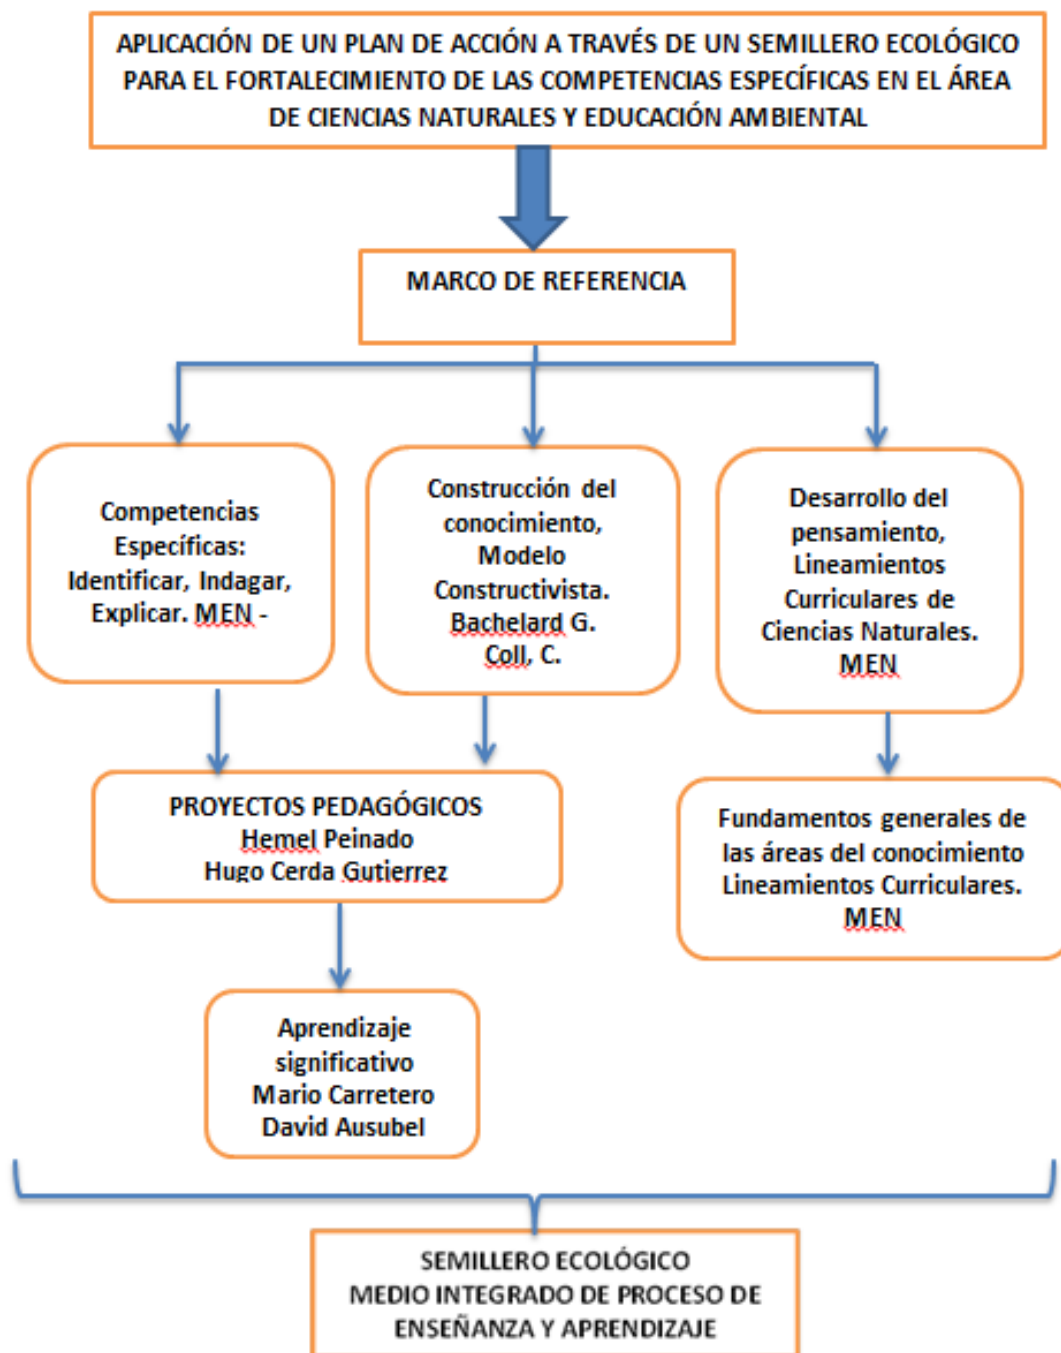 APLICACIÓN DE UN PLAN DE ACCIÓN A TRAVÉS DE UN SEMILLERO ECOLÓGICO
PARA EL FORTALECIMIENTO DE LAS COMPETENCIAS ESPECÍFICAS EN EL ÁREA
DE CIENCIAS NATURALES Y EDUCACIÓN AMBIENTAL
MARCO DE REFERENCIA
Competencias
Específicas:
Identificar, Indagar,
Explicar. MEN -
Construcción del
conocimiento,
Modelo
Constructivista.
Bachelard G.
Coll, C.
Desarrollo del
pensamiento,
Lineamientos
Curriculares de
Ciencias Naturales.
MEN
PROYECTOS PEDAGÓGICOS
Hemel Peinado
Hugo Cerda Gutierrez
Fundamentos generales de
las áreas del conocimiento
Lineamientos Curriculares.
MEN
Aprendizaje
significativo
Mario Carretero
David Ausubel
SEMILLERO ECOLÓGICO
MEDIO INTEGRADO DE PROCESO DE
ENSEÑANZA Y APRENDIZAJE